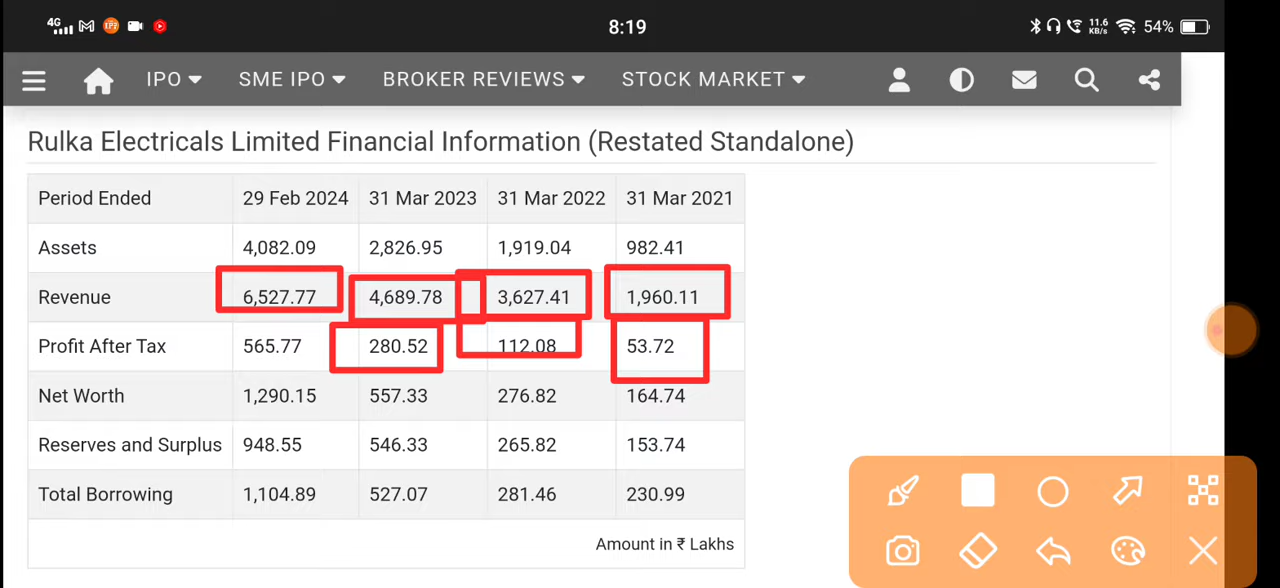 4G 8:19 11.6 KB/s 54%
IPO SME IPO BROKER REVIEWS STOCK MARKET
Rulka Electricals Limited Financial Information (Restated Standalone)
Period Ended 29 Feb 2024 31 Mar 2023 31 Mar 2022 31 Mar 2021
Assets 4,082.09 2,826.95 1,919.04 982.41
Revenue 6,527.77 4,689.78 3,627.41 1,960.11
Profit After Tax 565.77 280.52 112.08 53.72
Net Worth 1,290.15 557.33 276.82 164.74
Reserves and Surplus 948.55 546.33 265.82 153.74
Total Borrowing 1,104.89 527.07 281.46 230.99
Amount in ₹ Lakhs